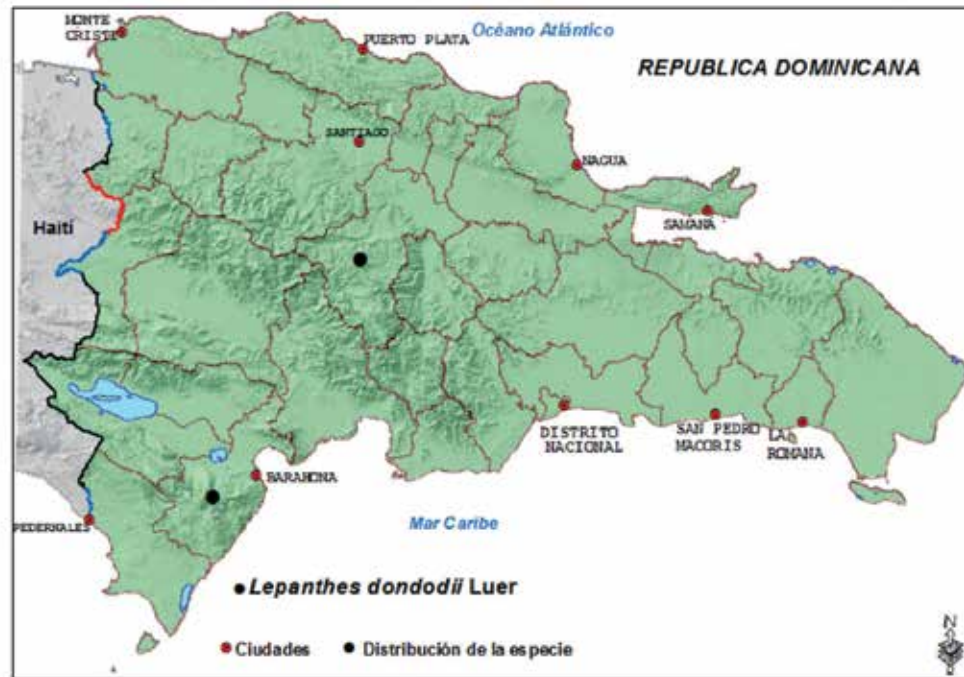 MONTE
CRISTI
PUERTO PLATA
Océano Atlántico
REPUBLICA DOMINICANA
SANTIAGO
NAGUA
SAMANA
Haití
DISTRITO
NACIONAL
SAN PEDRO
MACORIS
LA
ROMANA
BARAHONA
PEDERNALES
Mar Caribe
Lepanthes dondodii Luer
Ciudades
Distribución de la especie
N